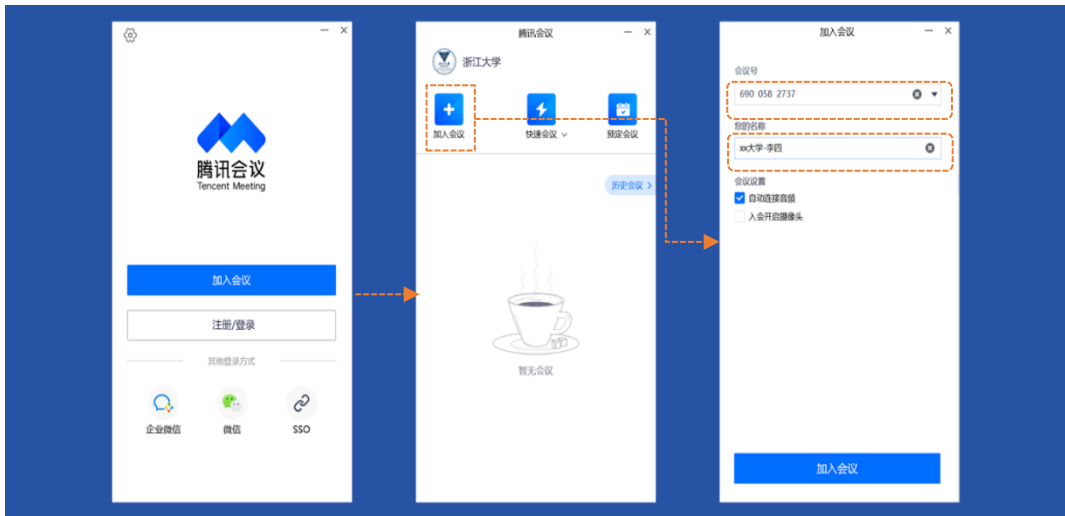 腾讯会议
Tencent Meeting
加入会议
注册/登录
其他登录方式
企业微信
微信
SSO
腾讯会议
浙江大学
加入会议
快速会议
预定会议
历史会议
暂无会议
加入会议
会议号
690 058 2737
您的名称
xx大学-李四
会议设置
自动连接音频
入会开启摄像头
加入会议